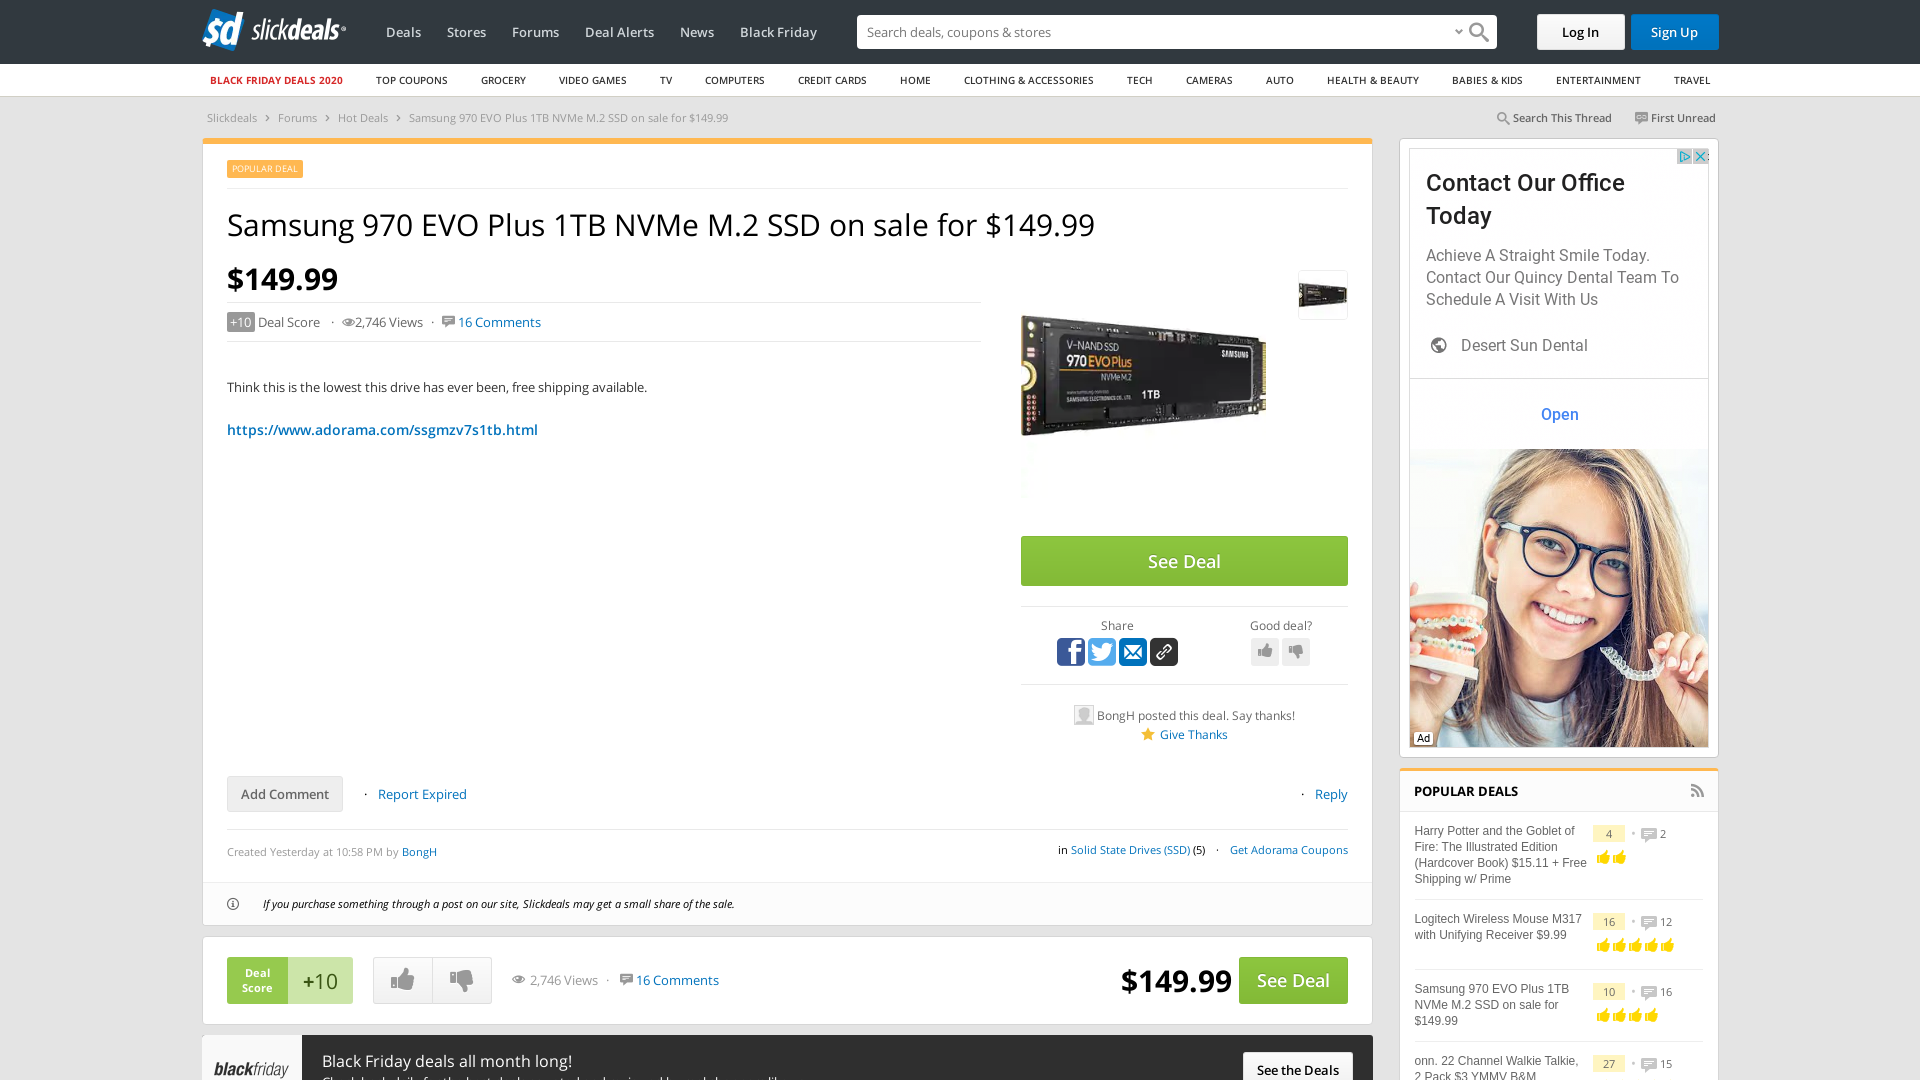 slickdeals
Deals
Stores
Forums
Deal Alerts
News
Black Friday
Search deals, coupons & stores
Log In
Sign Up
BLACK FRIDAY DEALS 2020
TOP COUPONS
GROCERY
VIDEO GAMES
TV
COMPUTERS
CREDIT CARDS
HOME
CLOTHING & ACCESSORIES
TECH
CAMERAS
AUTO
HEALTH & BEAUTY
BABIES & KIDS
ENTERTAINMENT
TRAVEL
Slickdeals › Forums › Hot Deals › Samsung 970 EVO Plus 1TB NVMe M.2 SSD on sale for $149.99
Search This Thread
First Unread
POPULAR DEAL
Samsung 970 EVO Plus 1TB NVMe M.2 SSD on sale for $149.99
$149.99
+10 Deal Score · 2,746 Views · 16 Comments
Think this is the lowest this drive has ever been, free shipping available.
https://www.adorama.com/ssgmzv7s1tb.html
V-NAND SSD
970 EVO Plus
NVMe M.2
SAMSUNG
SAMSUNG ELECTRONICS CO., LTD.
1TB
See Deal
Share
Good deal?
BongH posted this deal. Say thanks!
Give Thanks
Add Comment
· Report Expired
· Reply
Created Yesterday at 10:58 PM by BongH
in Solid State Drives (SSD) (5) · Get Adorama Coupons
If you purchase something through a post on our site, Slickdeals may get a small share of the sale.
Deal
Score
+10
2,746 Views · 16 Comments
$149.99
See Deal
blackfriday
Black Friday deals all month long!
See the Deals
Contact Our Office
Today
Achieve A Straight Smile Today.
Contact Our Quincy Dental Team To
Schedule A Visit With Us
Desert Sun Dental
Open
Ad
POPULAR DEALS
Harry Potter and the Goblet of
Fire: The Illustrated Edition
(Hardcover Book) $15.11 + Free
Shipping w/ Prime
4 · 2
Logitech Wireless Mouse M317
with Unifying Receiver $9.99
16 · 12
Samsung 970 EVO Plus 1TB
NVMe M.2 SSD on sale for
$149.99
10 · 16
onn. 22 Channel Walkie Talkie,
2 Pack $3 YMMV B&M
27 · 15